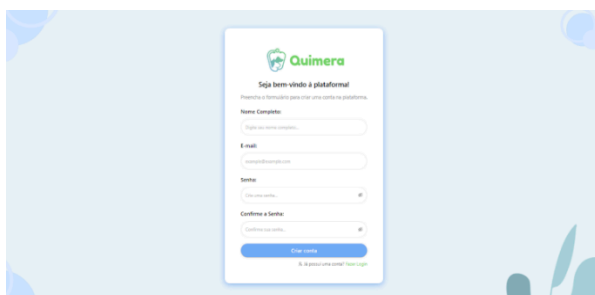 Quimera
Seja bem-vindo à plataforma!
Preencha o formulário para criar uma conta na plataforma.
Nome Completo:
Digite seu nome completo...
E-mail:
exemplo@exemplo.com
Senha:
Crie uma senha...
Confirme a Senha:
Confirme sua senha...
Criar conta
Já possui uma conta? Fazer Login